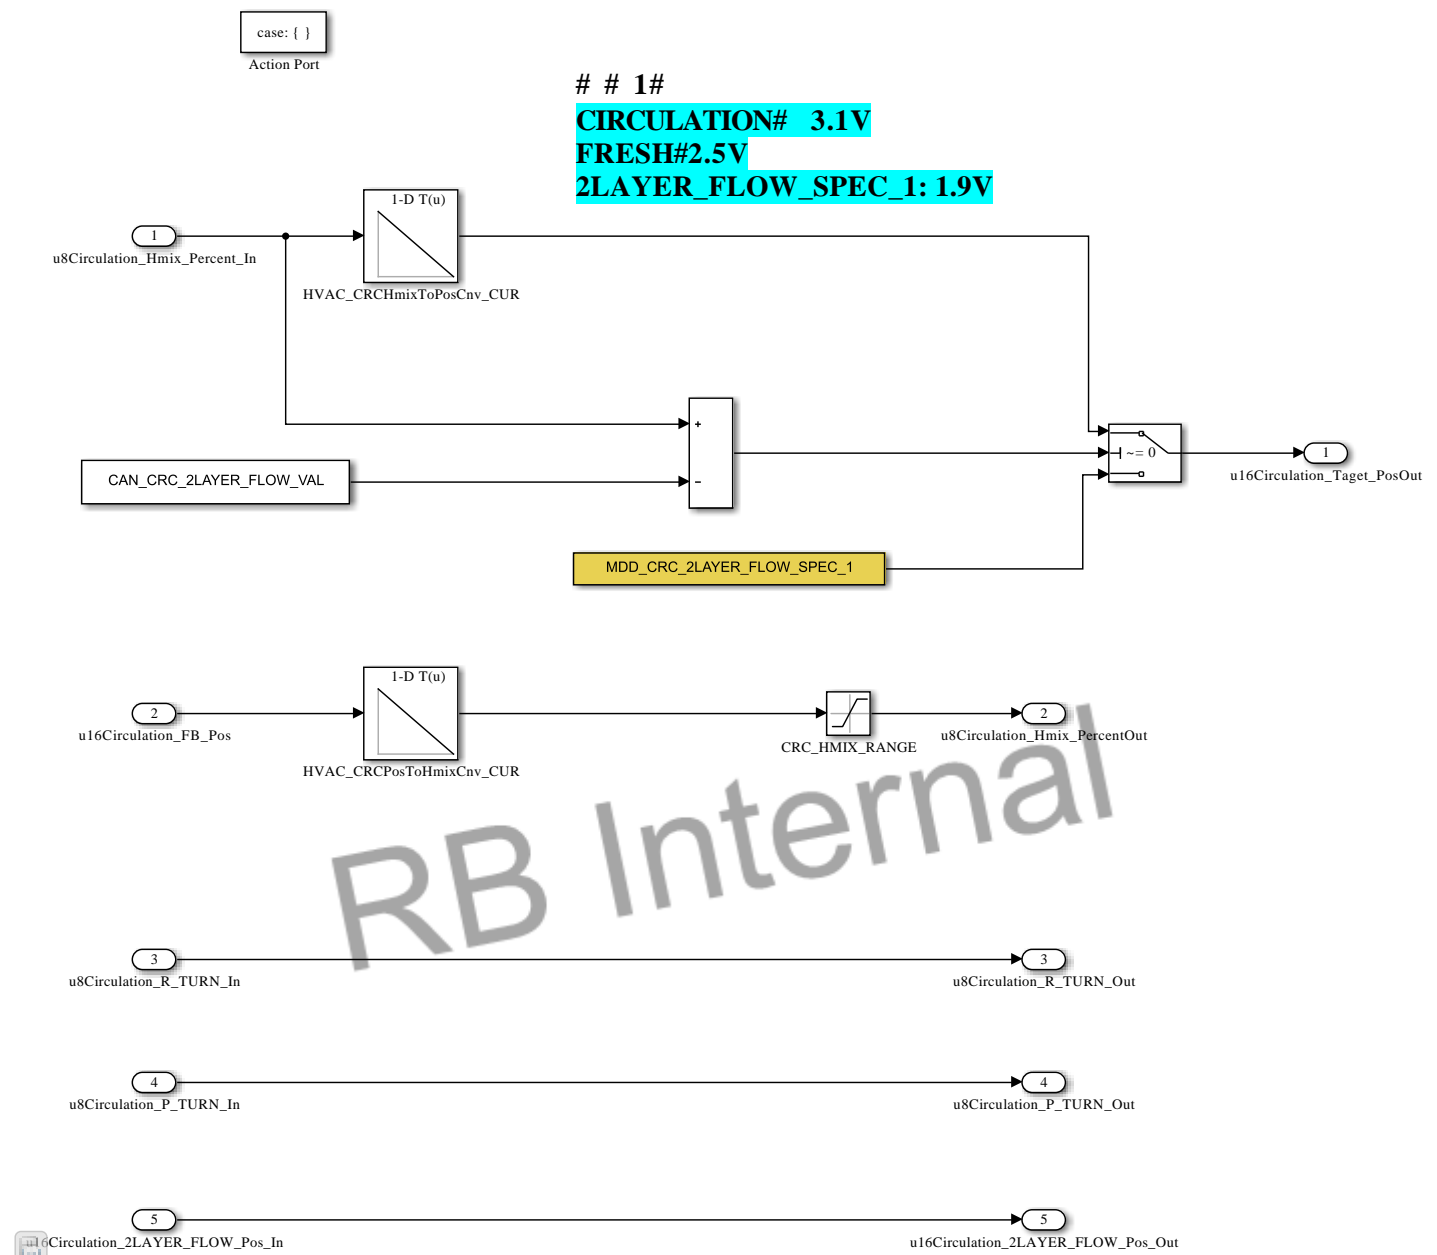 case: { }
Action Port
# # 1#
CIRCULATION# 3.1V
FRESH#2.5V
2LAYER_FLOW_SPEC_1: 1.9V
1-D T(u)
1
u8Circulation_Hmix_Percent_In
HVAC_CRCHmixToPosCnv_CUR
+
~= 0
1
u16Circulation_Taget_PosOut
CAN_CRC_2LAYER_FLOW_VAL
−
MDD_CRC_2LAYER_FLOW_SPEC_1
1-D T(u)
2
u16Circulation_FB_Pos
HVAC_CRCPosToHmixCnv_CUR
CRC_HMIX_RANGE
2
u8Circulation_Hmix_PercentOut
RB Internal
3
u8Circulation_R_TURN_In
3
u8Circulation_R_TURN_Out
4
u8Circulation_P_TURN_In
4
u8Circulation_P_TURN_Out
5
u16Circulation_2LAYER_FLOW_Pos_In
5
u16Circulation_2LAYER_FLOW_Pos_Out